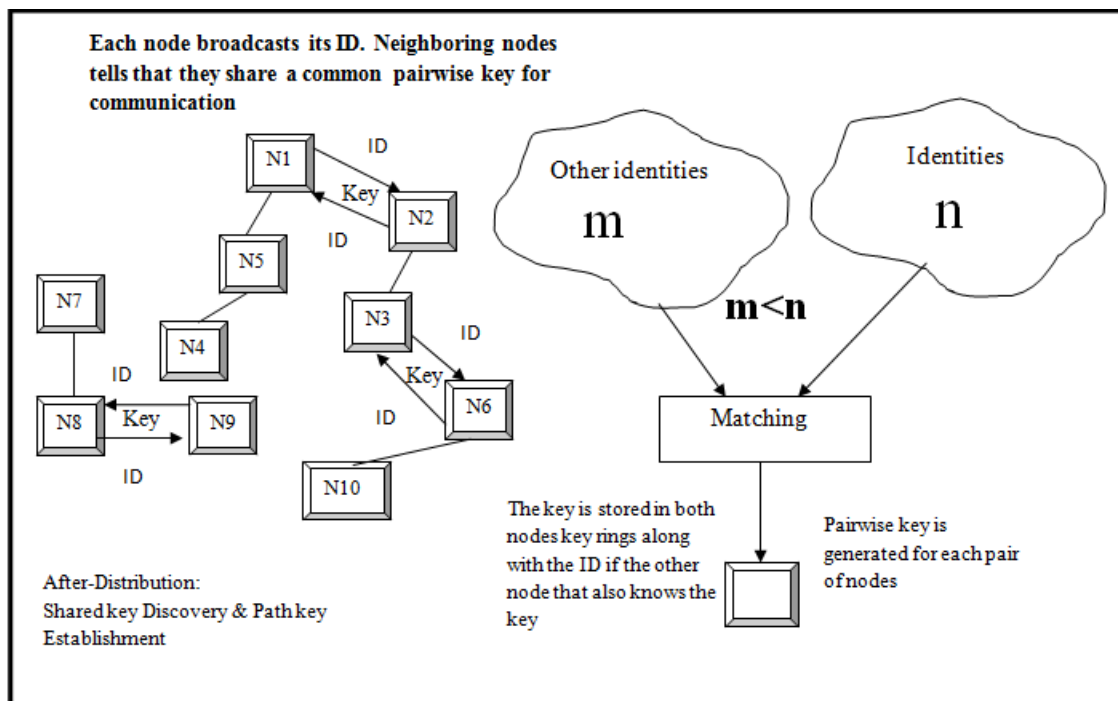 Each node broadcasts its ID. Neighboring nodes
tells that they share a common pairwise key for
communication
N1
ID
Key
N2
ID
N5
N7
N3
ID
N4
Key
ID
N6
ID
N8
Key
N9
ID
N10
Other identities
m
Identities
n
m<n
Matching
The key is stored in both
nodes key rings along
with the ID if the other
node that also knows the
key
Pairwise key is
generated for each pair
of nodes
After-Distribution:
Shared key Discovery & Path key
Establishment